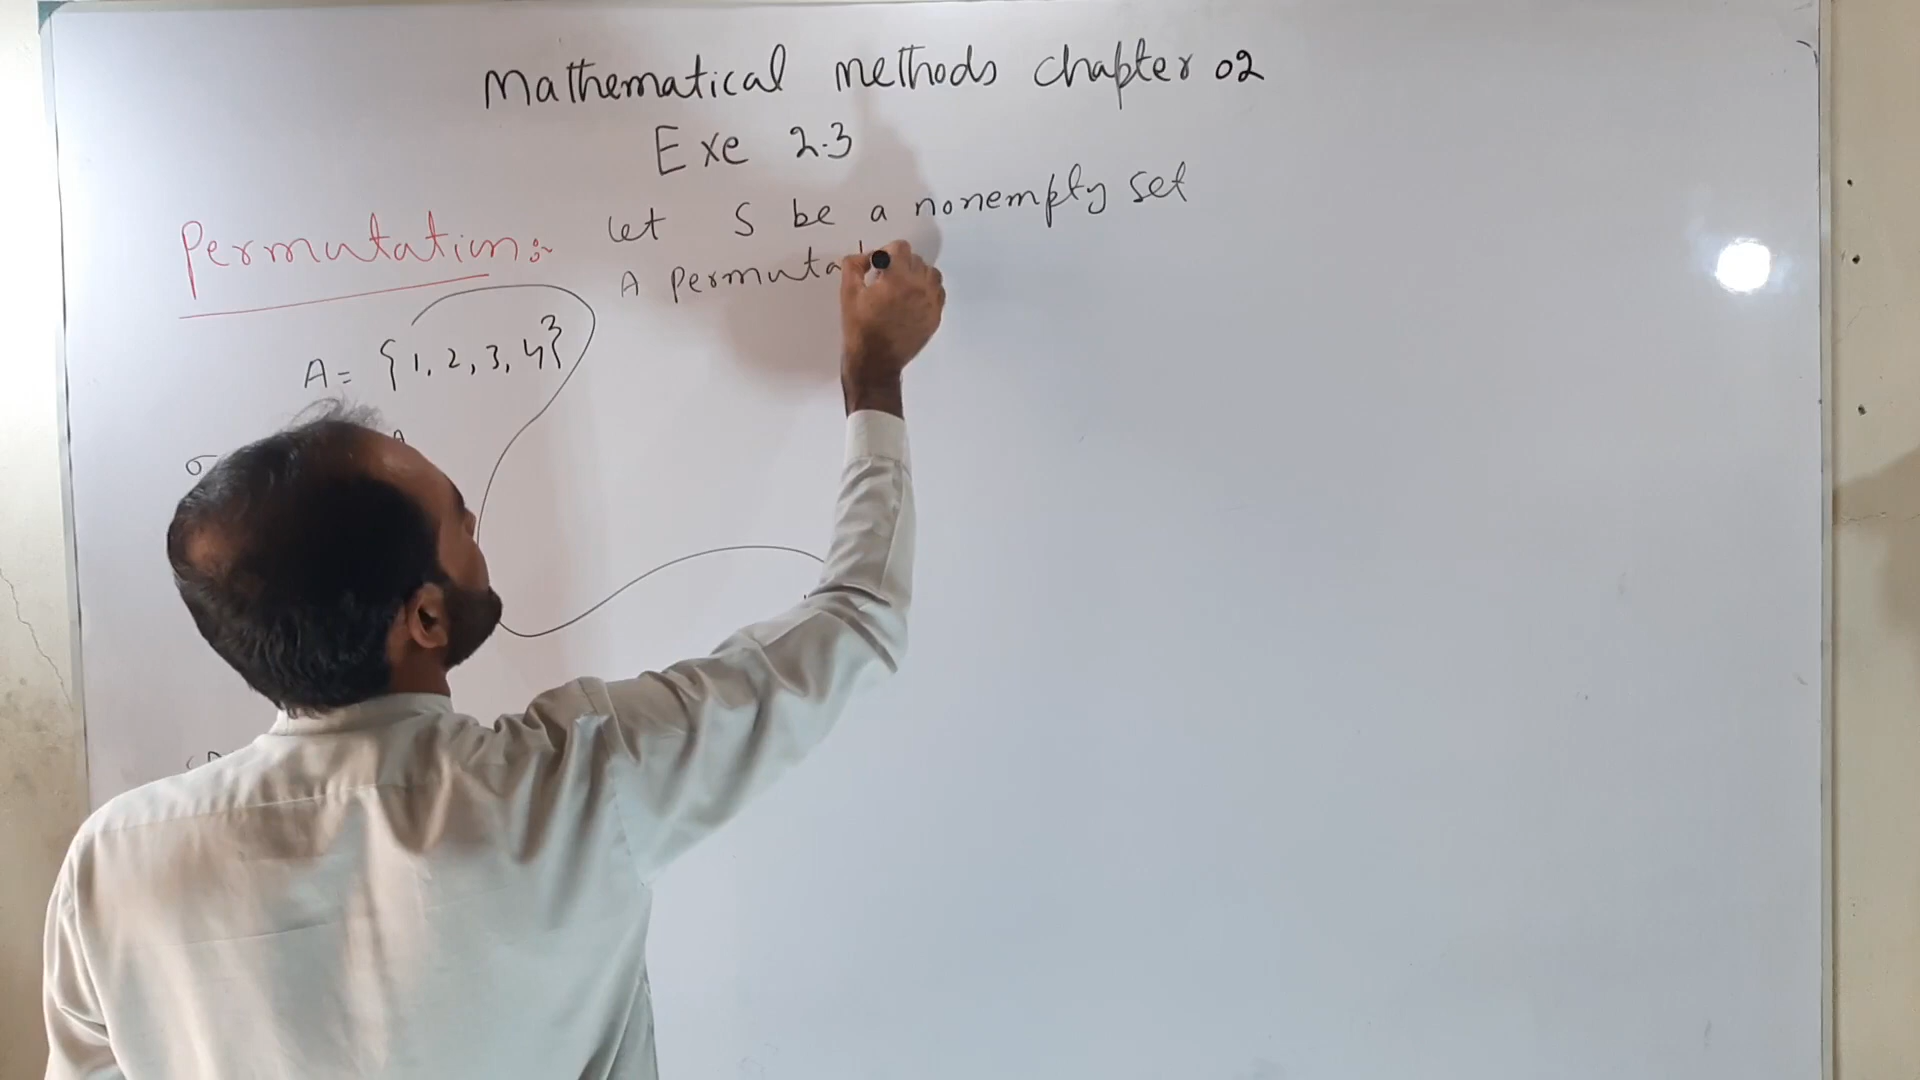 Mathematical methods chapter 02
Exe 2.3
Permutation:-
Let S be a nonempty set
A permuta
A = {1, 2, 3, 4}
σ
A